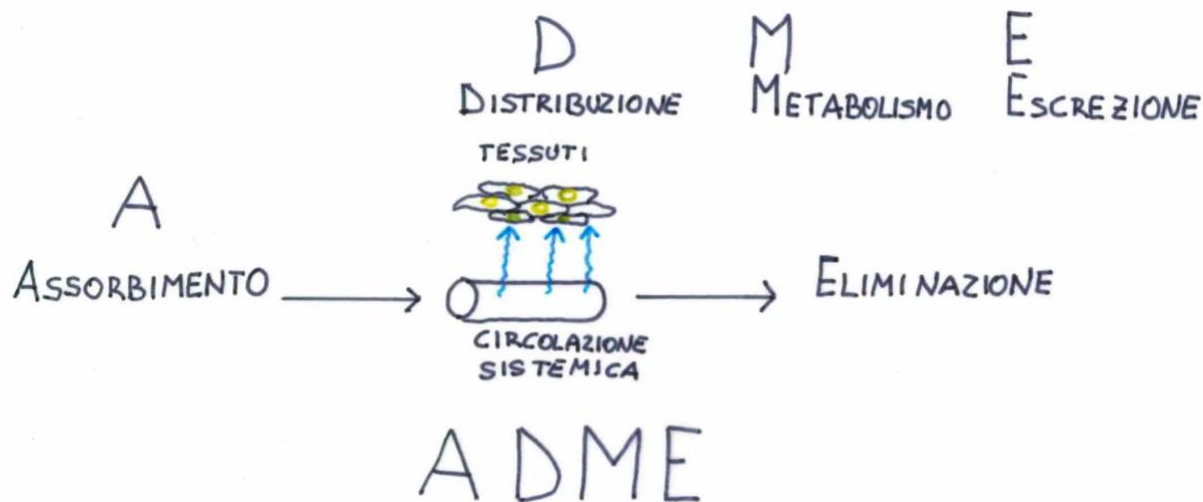 D M E
DISTRIBUZIONE METABOLISMO ESCREZIONE
TESSUTI
A
ASSORBIMENTO
ELIMINAZIONE
CIRCOLAZIONE
SISTEMICA
ADME